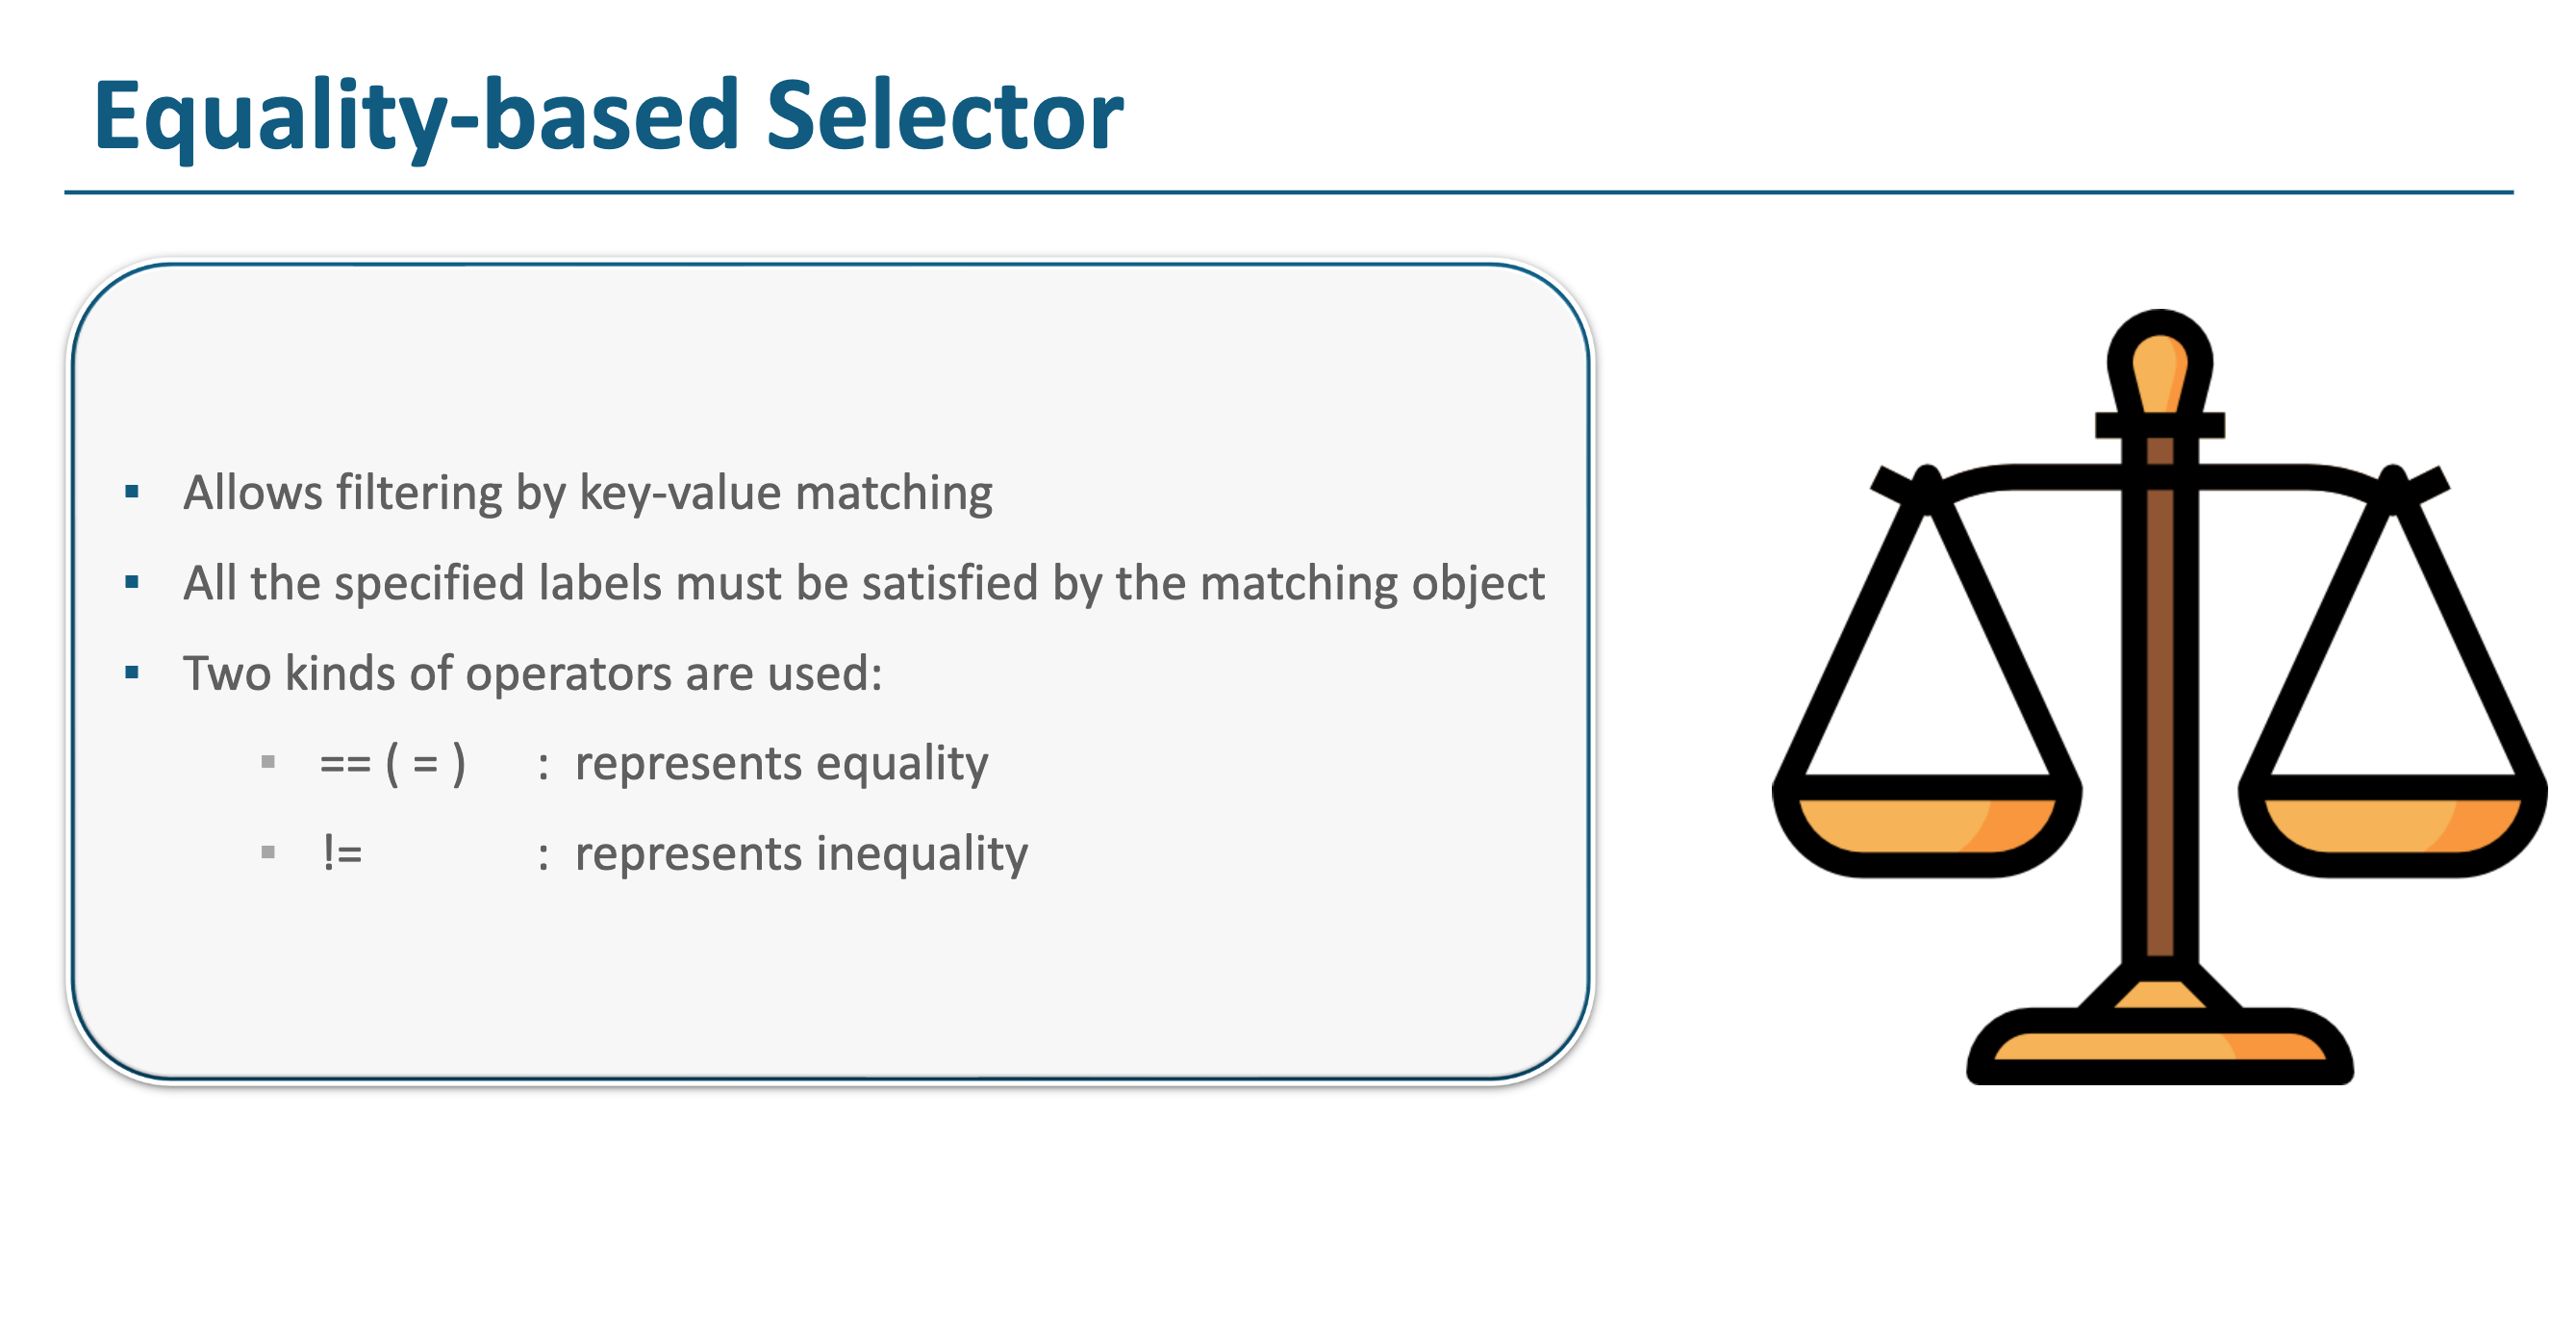 Equality-based Selector
▪ Allows filtering by key-value matching
▪ All the specified labels must be satisfied by the matching object
▪ Two kinds of operators are used:
▪ == ( = ) : represents equality
▪ != : represents inequality